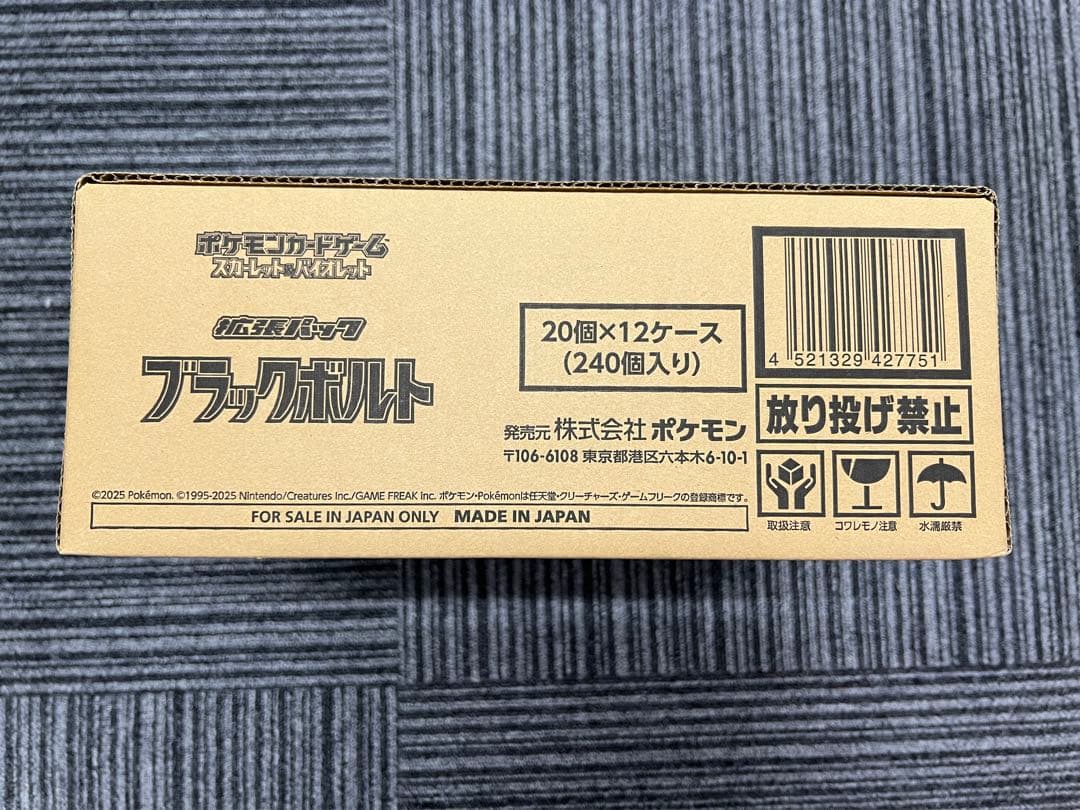 ポケモンカードゲーム
スカーレット&バイオレット
拡張パック
ブラックボルト
20個×12ケース
(240個入り)
4 521329 427751
発売元 株式会社 ポケモン
〒106-6108 東京都港区六本木6-10-1
放り投げ禁止
取扱注意
コワレモノ注意
水濡厳禁
©2025 Pokémon. ©1995-2025 Nintendo/Creatures Inc./GAME FREAK inc. ポケモン・Pokémonは任天堂・クリーチャーズ・ゲームフリークの登録商標です。
FOR SALE IN JAPAN ONLY MADE IN JAPAN